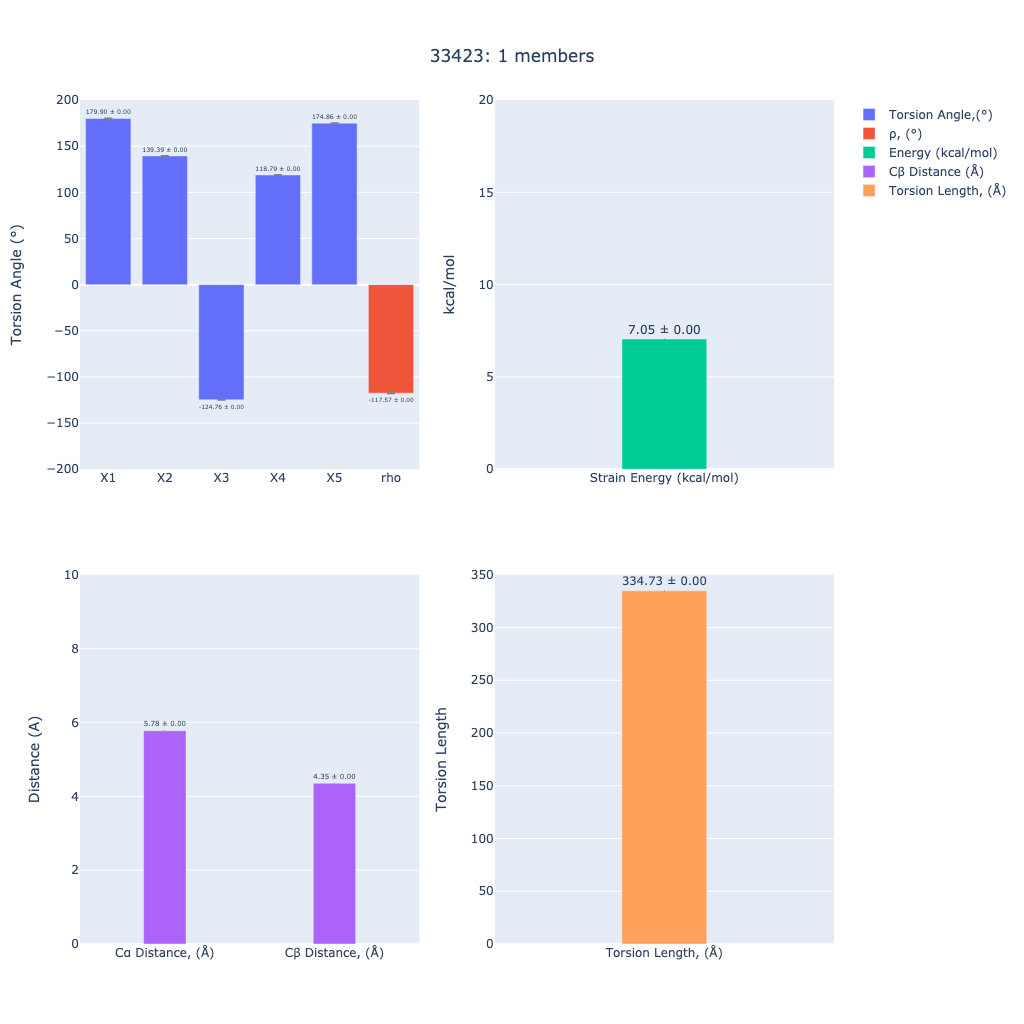 33423: 1 members
Torsion Angle (°)
200
150
100
50
0
−50
−100
−150
−200
179.90 ± 0.00
139.39 ± 0.00
-124.76 ± 0.00
118.79 ± 0.00
174.86 ± 0.00
-117.57 ± 0.00
X1 X2 X3 X4 X5 rho
kcal/mol
20
15
10
5
0
7.05 ± 0.00
Strain Energy (kcal/mol)
Torsion Angle,(°)
ρ, (°)
Energy (kcal/mol)
Cβ Distance (Å)
Torsion Length, (Å)
Distance (A)
10
8
6
4
2
0
5.78 ± 0.00
4.35 ± 0.00
Cα Distance, (Å) Cβ Distance, (Å)
Torsion Length
350
300
250
200
150
100
50
0
334.73 ± 0.00
Torsion Length, (Å)